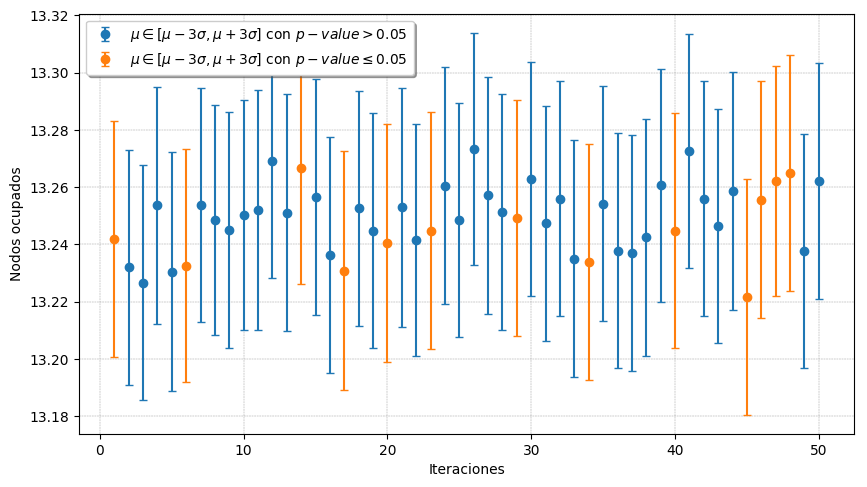 13.32
13.30
13.28
13.26
13.24
13.22
13.20
13.18
Nodos ocupados
μ ∈ [μ − 3σ, μ + 3σ] con p − value > 0.05
μ ∈ [μ − 3σ, μ + 3σ] con p − value ≤ 0.05
0 10 20 30 40 50
Iteraciones